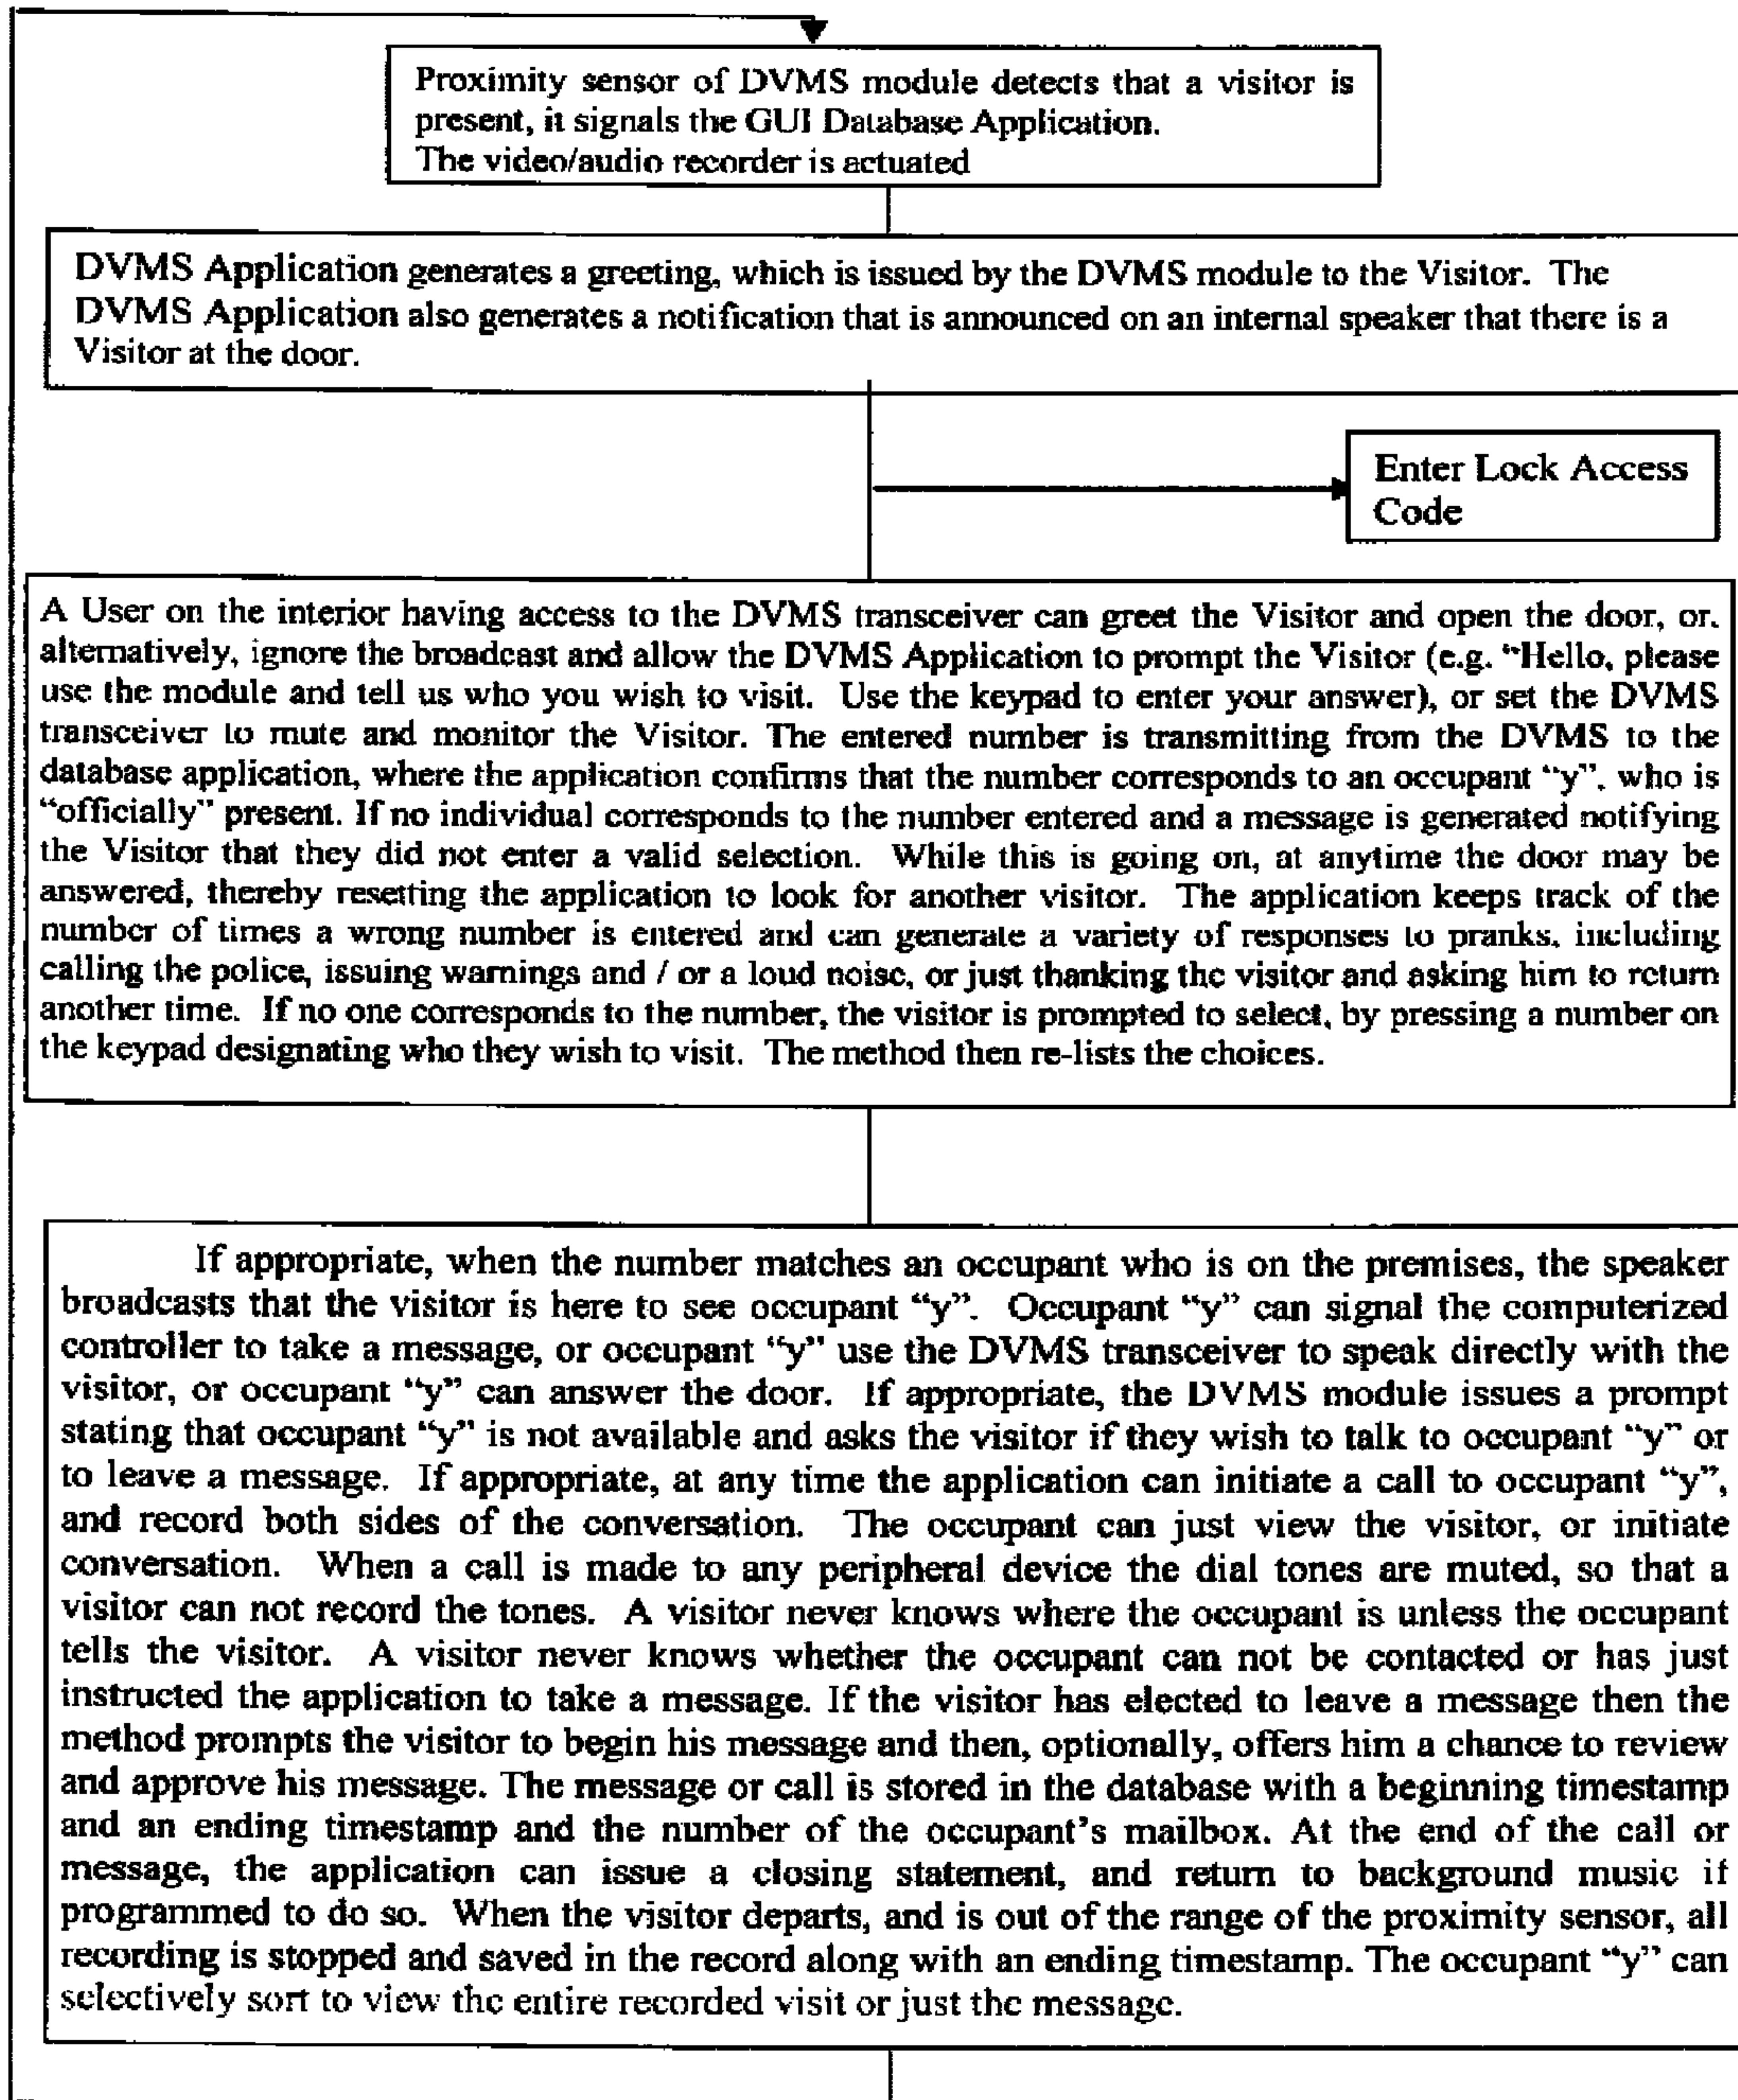 Proximity sensor of DVMS module detects that a visitor is
present, it signals the GUI Database Application.
The video/audio recorder is actuated
DVMS Application generates a greeting, which is issued by the DVMS module to the Visitor. The
DVMS Application also generates a notification that is announced on an internal speaker that there is a
Visitor at the door.
Enter Lock Access
Code
A User on the interior having access to the DVMS transceiver can greet the Visitor and open the door, or.
alternatively, ignore the broadcast and allow the DVMS Application to prompt the Visitor (e.g. "Hello, please
use the module and tell us who you wish to visit. Use the keypad to enter your answer), or set the DVMS
transceiver to mute and monitor the Visitor. The entered number is transmitting from the DVMS to the
database application, where the application confirms that the number corresponds to an occupant "y", who is
"officially" present. If no individual corresponds to the number entered and a message is generated notifying
the Visitor that they did not enter a valid selection. While this is going on, at anytime the door may be
answered, thereby resetting the application to look for another visitor. The application keeps track of the
number of times a wrong number is entered and can generate a variety of responses to pranks, including
calling the police, issuing warnings and / or a loud noise, or just thanking the visitor and asking him to return
another time. If no one corresponds to the number, the visitor is prompted to select, by pressing a number on
the keypad designating who they wish to visit. The method then re-lists the choices.
If appropriate, when the number matches an occupant who is on the premises, the speaker
broadcasts that the visitor is here to see occupant "y". Occupant "y" can signal the computerized
controller to take a message, or occupant "y" use the DVMS transceiver to speak directly with the
visitor, or occupant "y" can answer the door. If appropriate, the DVMS module issues a prompt
stating that occupant "y" is not available and asks the visitor if they wish to talk to occupant "y" or
to leave a message. If appropriate, at any time the application can initiate a call to occupant "y",
and record both sides of the conversation. The occupant can just view the visitor, or initiate
conversation. When a call is made to any peripheral device the dial tones are muted, so that a
visitor can not record the tones. A visitor never knows where the occupant is unless the occupant
tells the visitor. A visitor never knows whether the occupant can not be contacted or has just
instructed the application to take a message. If the visitor has elected to leave a message then the
method prompts the visitor to begin his message and then, optionally, offers him a chance to review
and approve his message. The message or call is stored in the database with a beginning timestamp
and an ending timestamp and the number of the occupant's mailbox. At the end of the call or
message, the application can issue a closing statement, and return to background music if
programmed to do so. When the visitor departs, and is out of the range of the proximity sensor, all
recording is stopped and saved in the record along with an ending timestamp. The occupant "y" can
selectively sort to view the entire recorded visit or just the message.